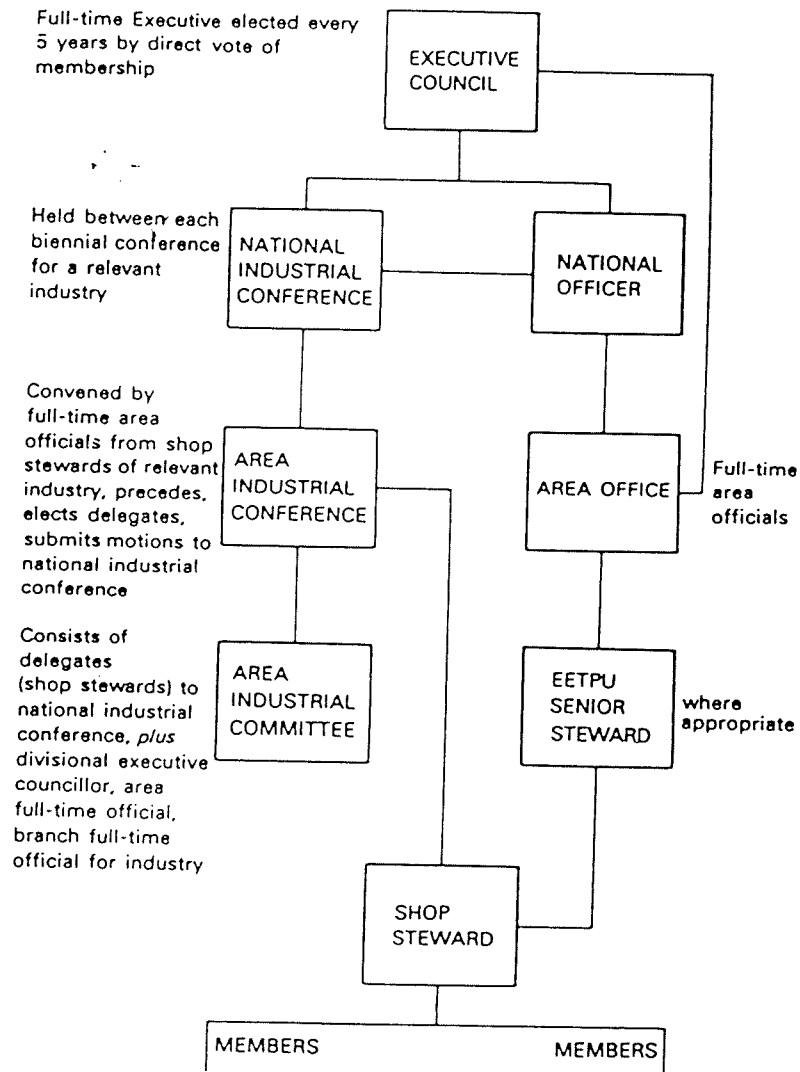 Full-time Executive elected every
5 years by direct vote of
membership
EXECUTIVE
COUNCIL
Held between each
biennial conference
for a relevant
industry
NATIONAL
INDUSTRIAL
CONFERENCE
NATIONAL
OFFICER
Convened by
full-time area
officials from shop
stewards of relevant
industry, precedes,
elects delegates,
submits motions to
national industrial
conference
AREA
INDUSTRIAL
CONFERENCE
AREA OFFICE
Full-time
area
officials
Consists of
delegates
(shop stewards) to
national industrial
conference, plus
divisional executive
councillor, area
full-time official,
branch full-time
official for industry
AREA
INDUSTRIAL
COMMITTEE
EETPU
SENIOR
STEWARD
where
appropriate
SHOP
STEWARD
MEMBERS
MEMBERS